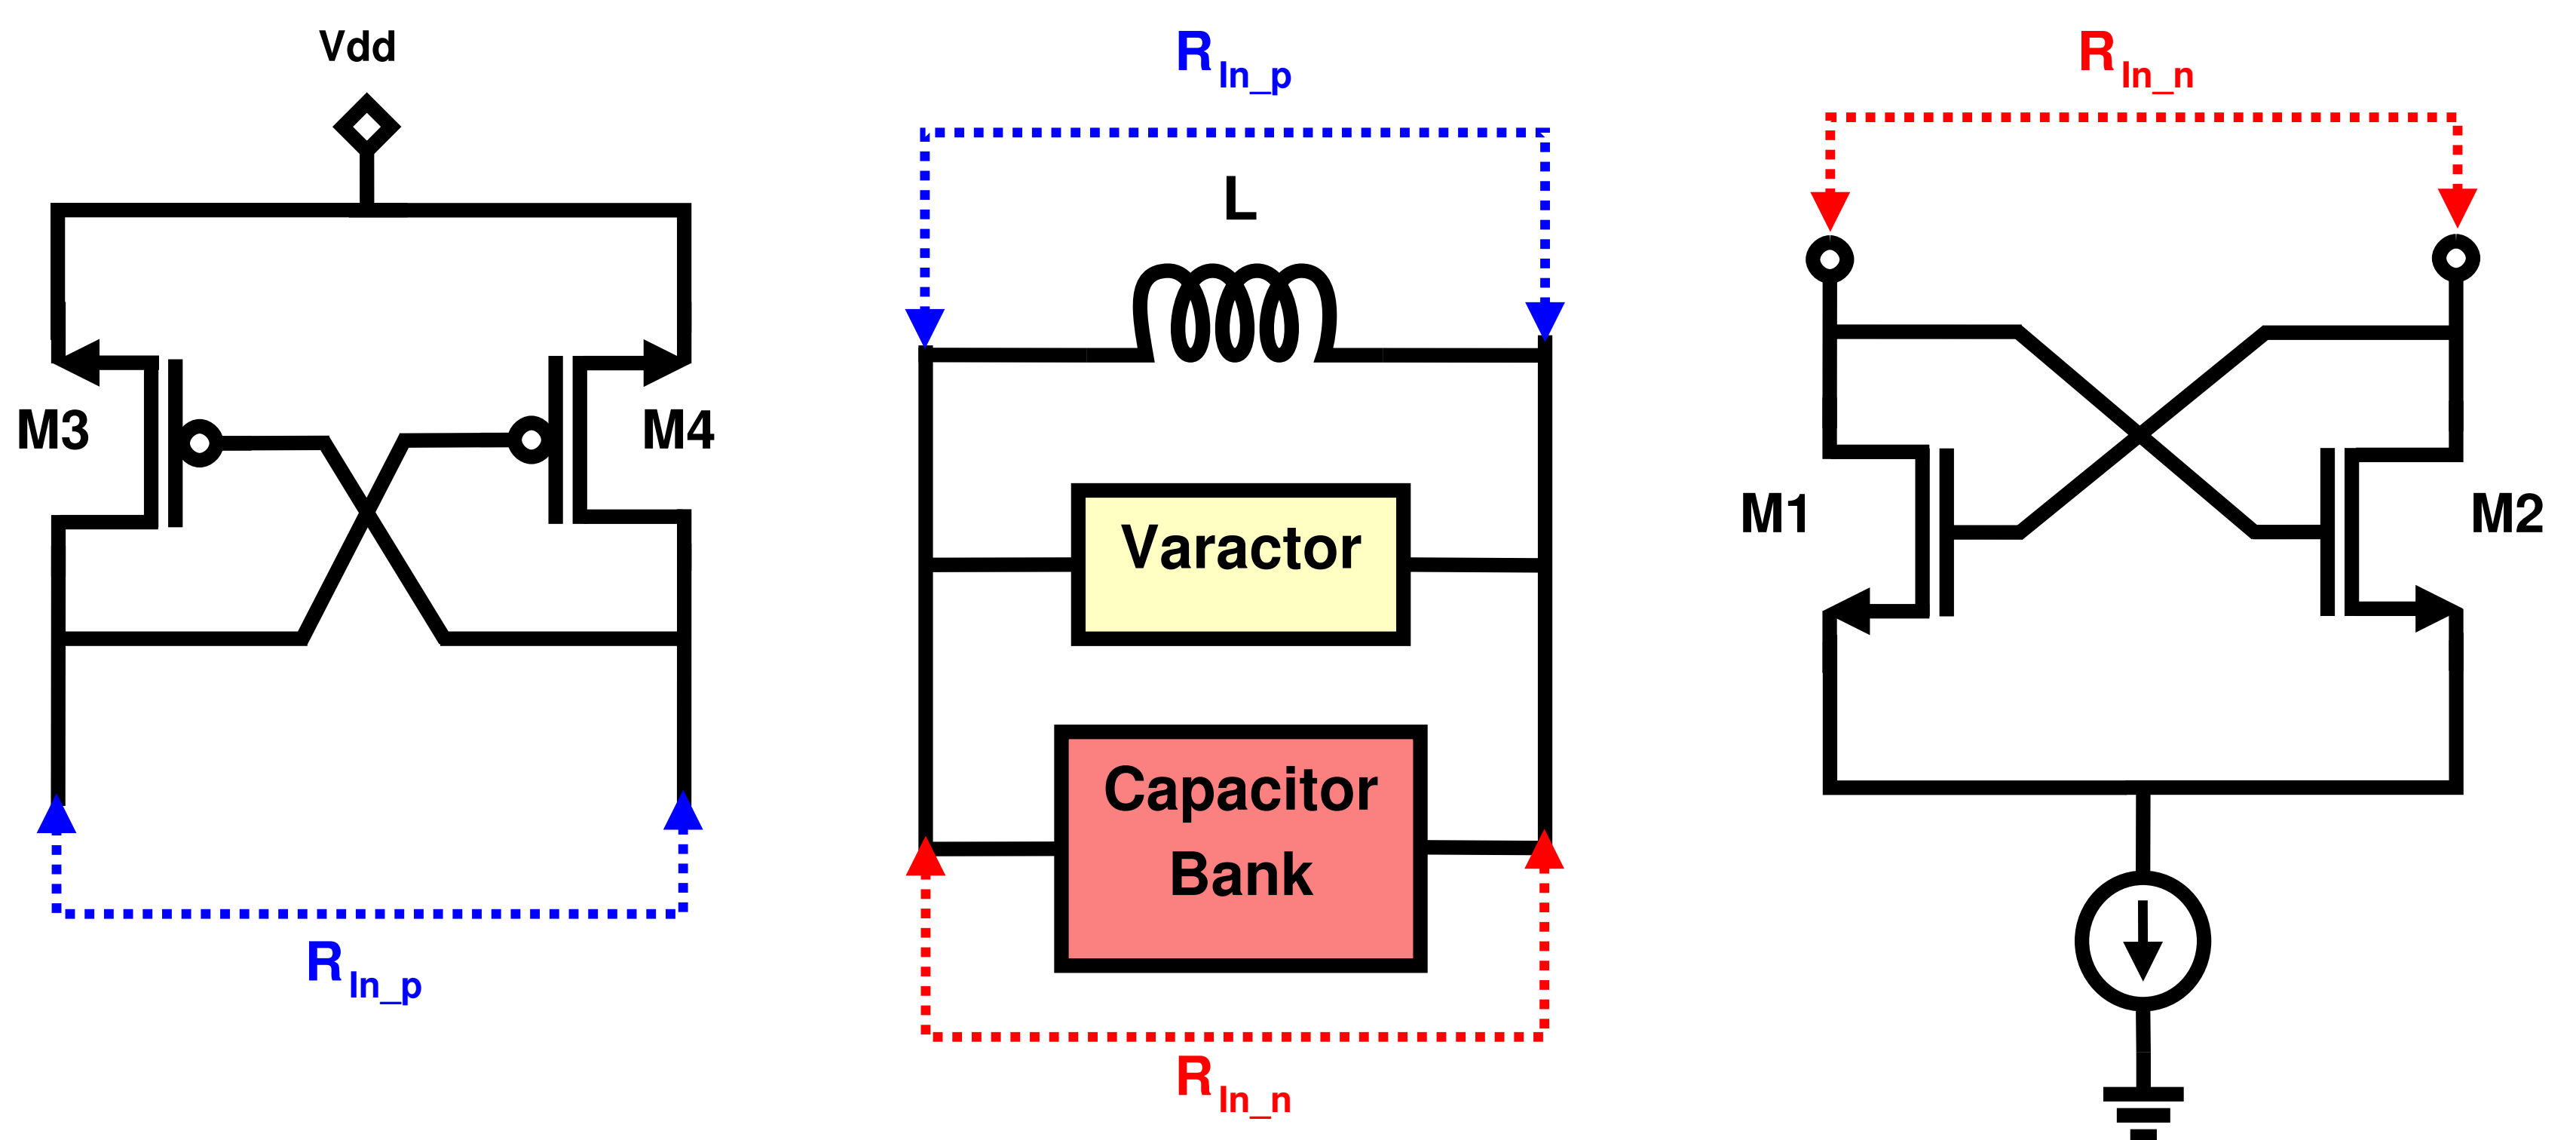 Vdd
M3
M4
R In_p
R In_p
L
Varactor
Capacitor
Bank
R In_n
R In_n
M1
M2